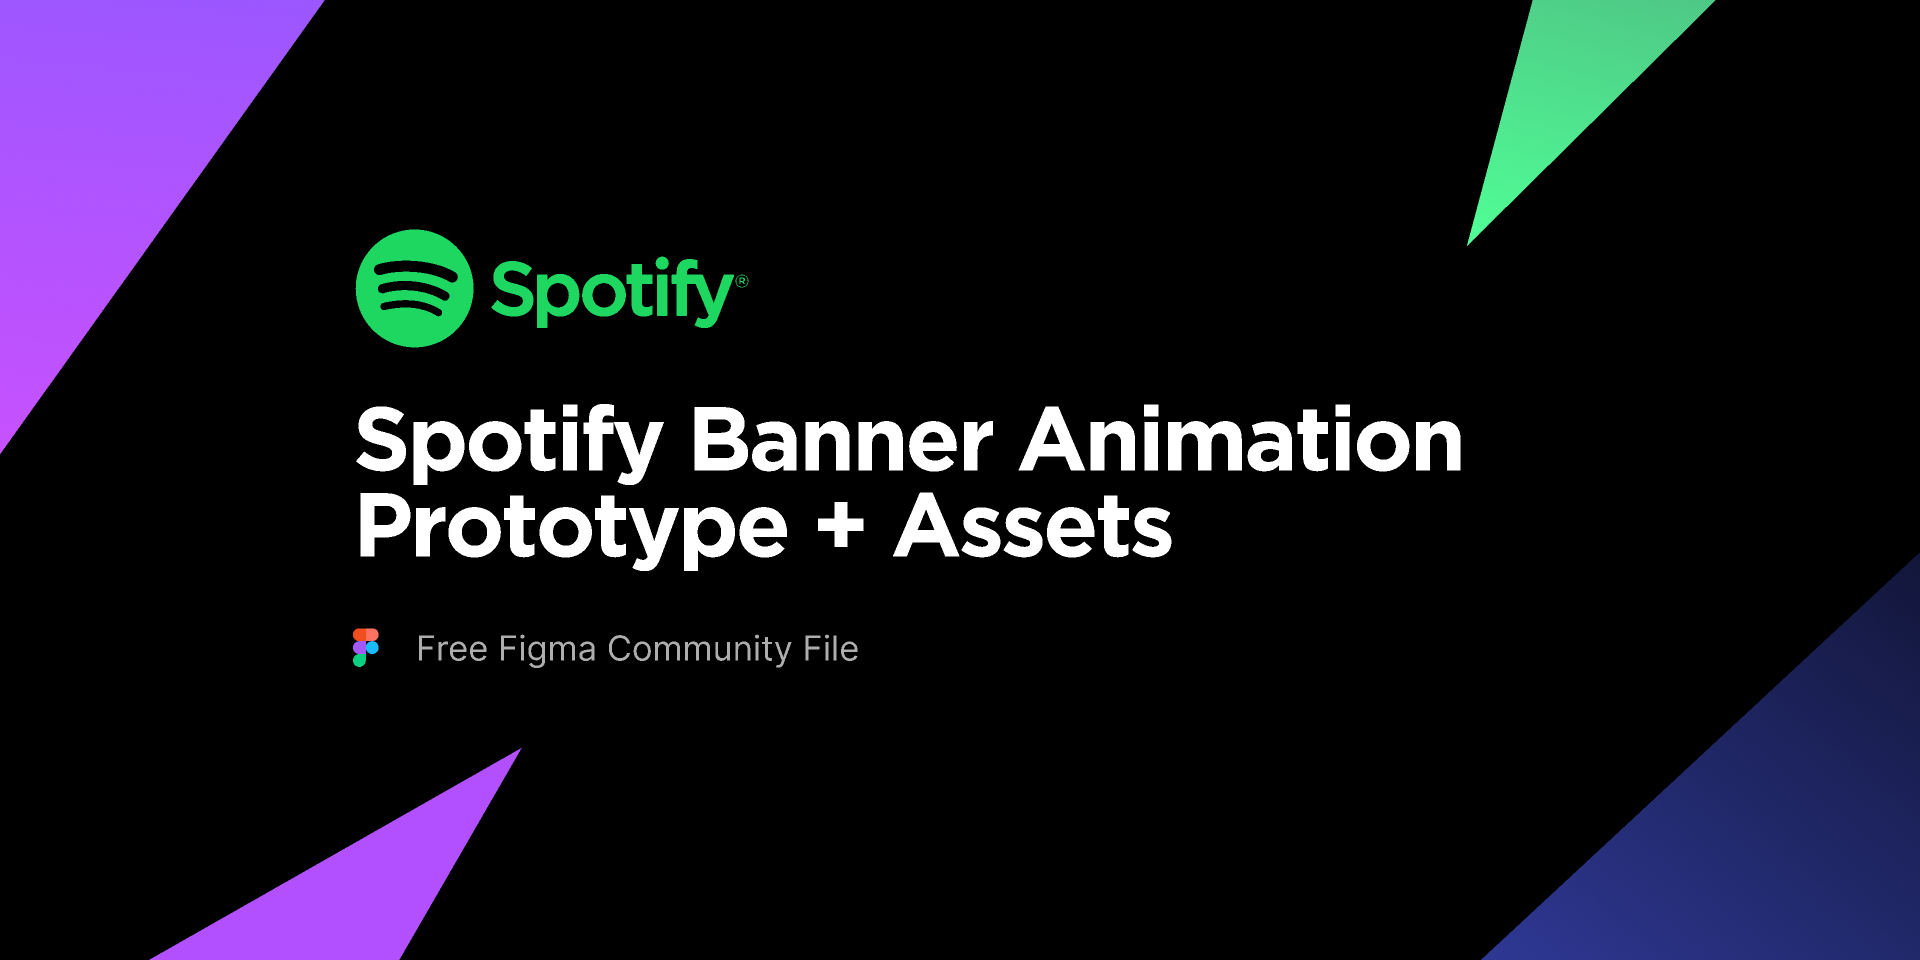 Spotify®
Spotify Banner Animation
Prototype + Assets
Free Figma Community File